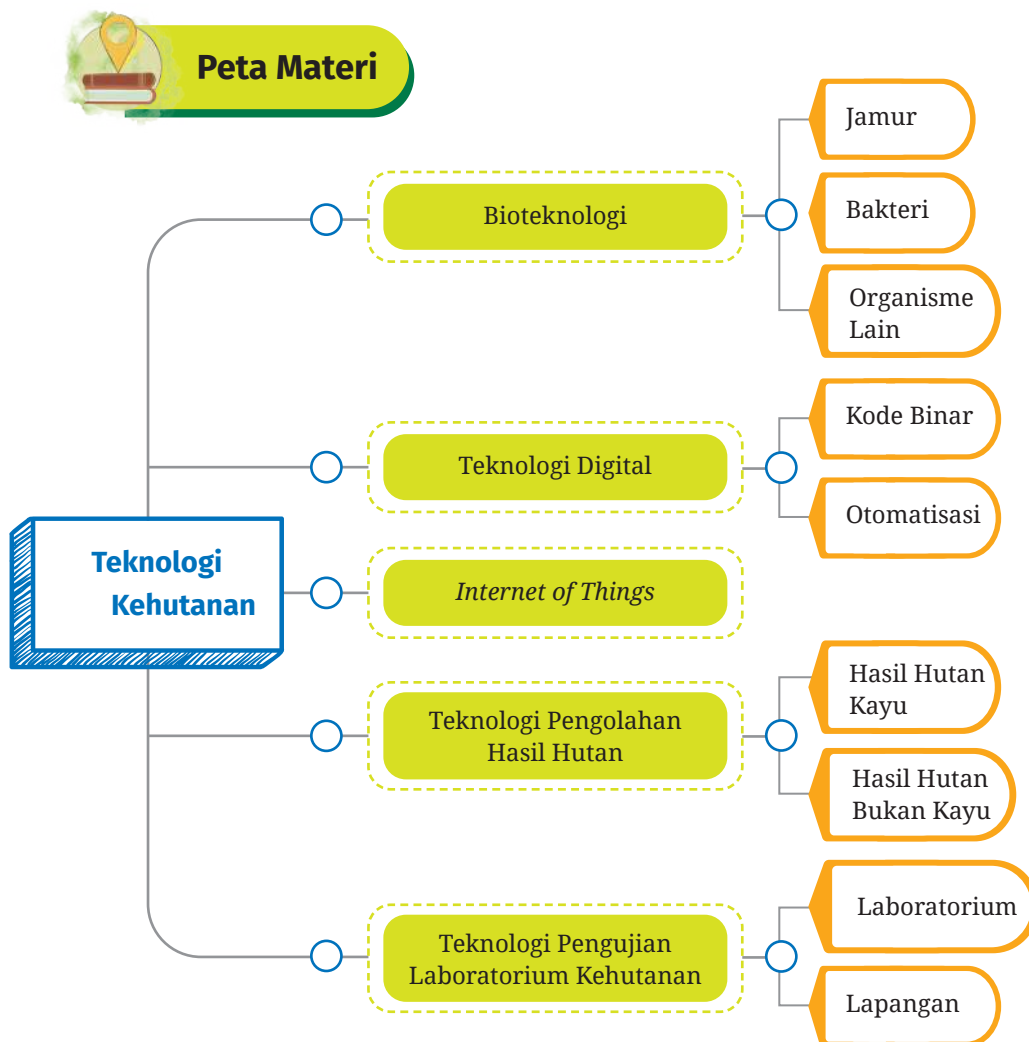 Peta Materi
Teknologi
Kehutanan
Bioteknologi
Jamur
Bakteri
Organisme
Lain
Teknologi Digital
Kode Binar
Otomatisasi
Internet of Things
Teknologi Pengolahan
Hasil Hutan
Hasil Hutan
Kayu
Hasil Hutan
Bukan Kayu
Teknologi Pengujian
Laboratorium Kehutanan
Laboratorium
Lapangan